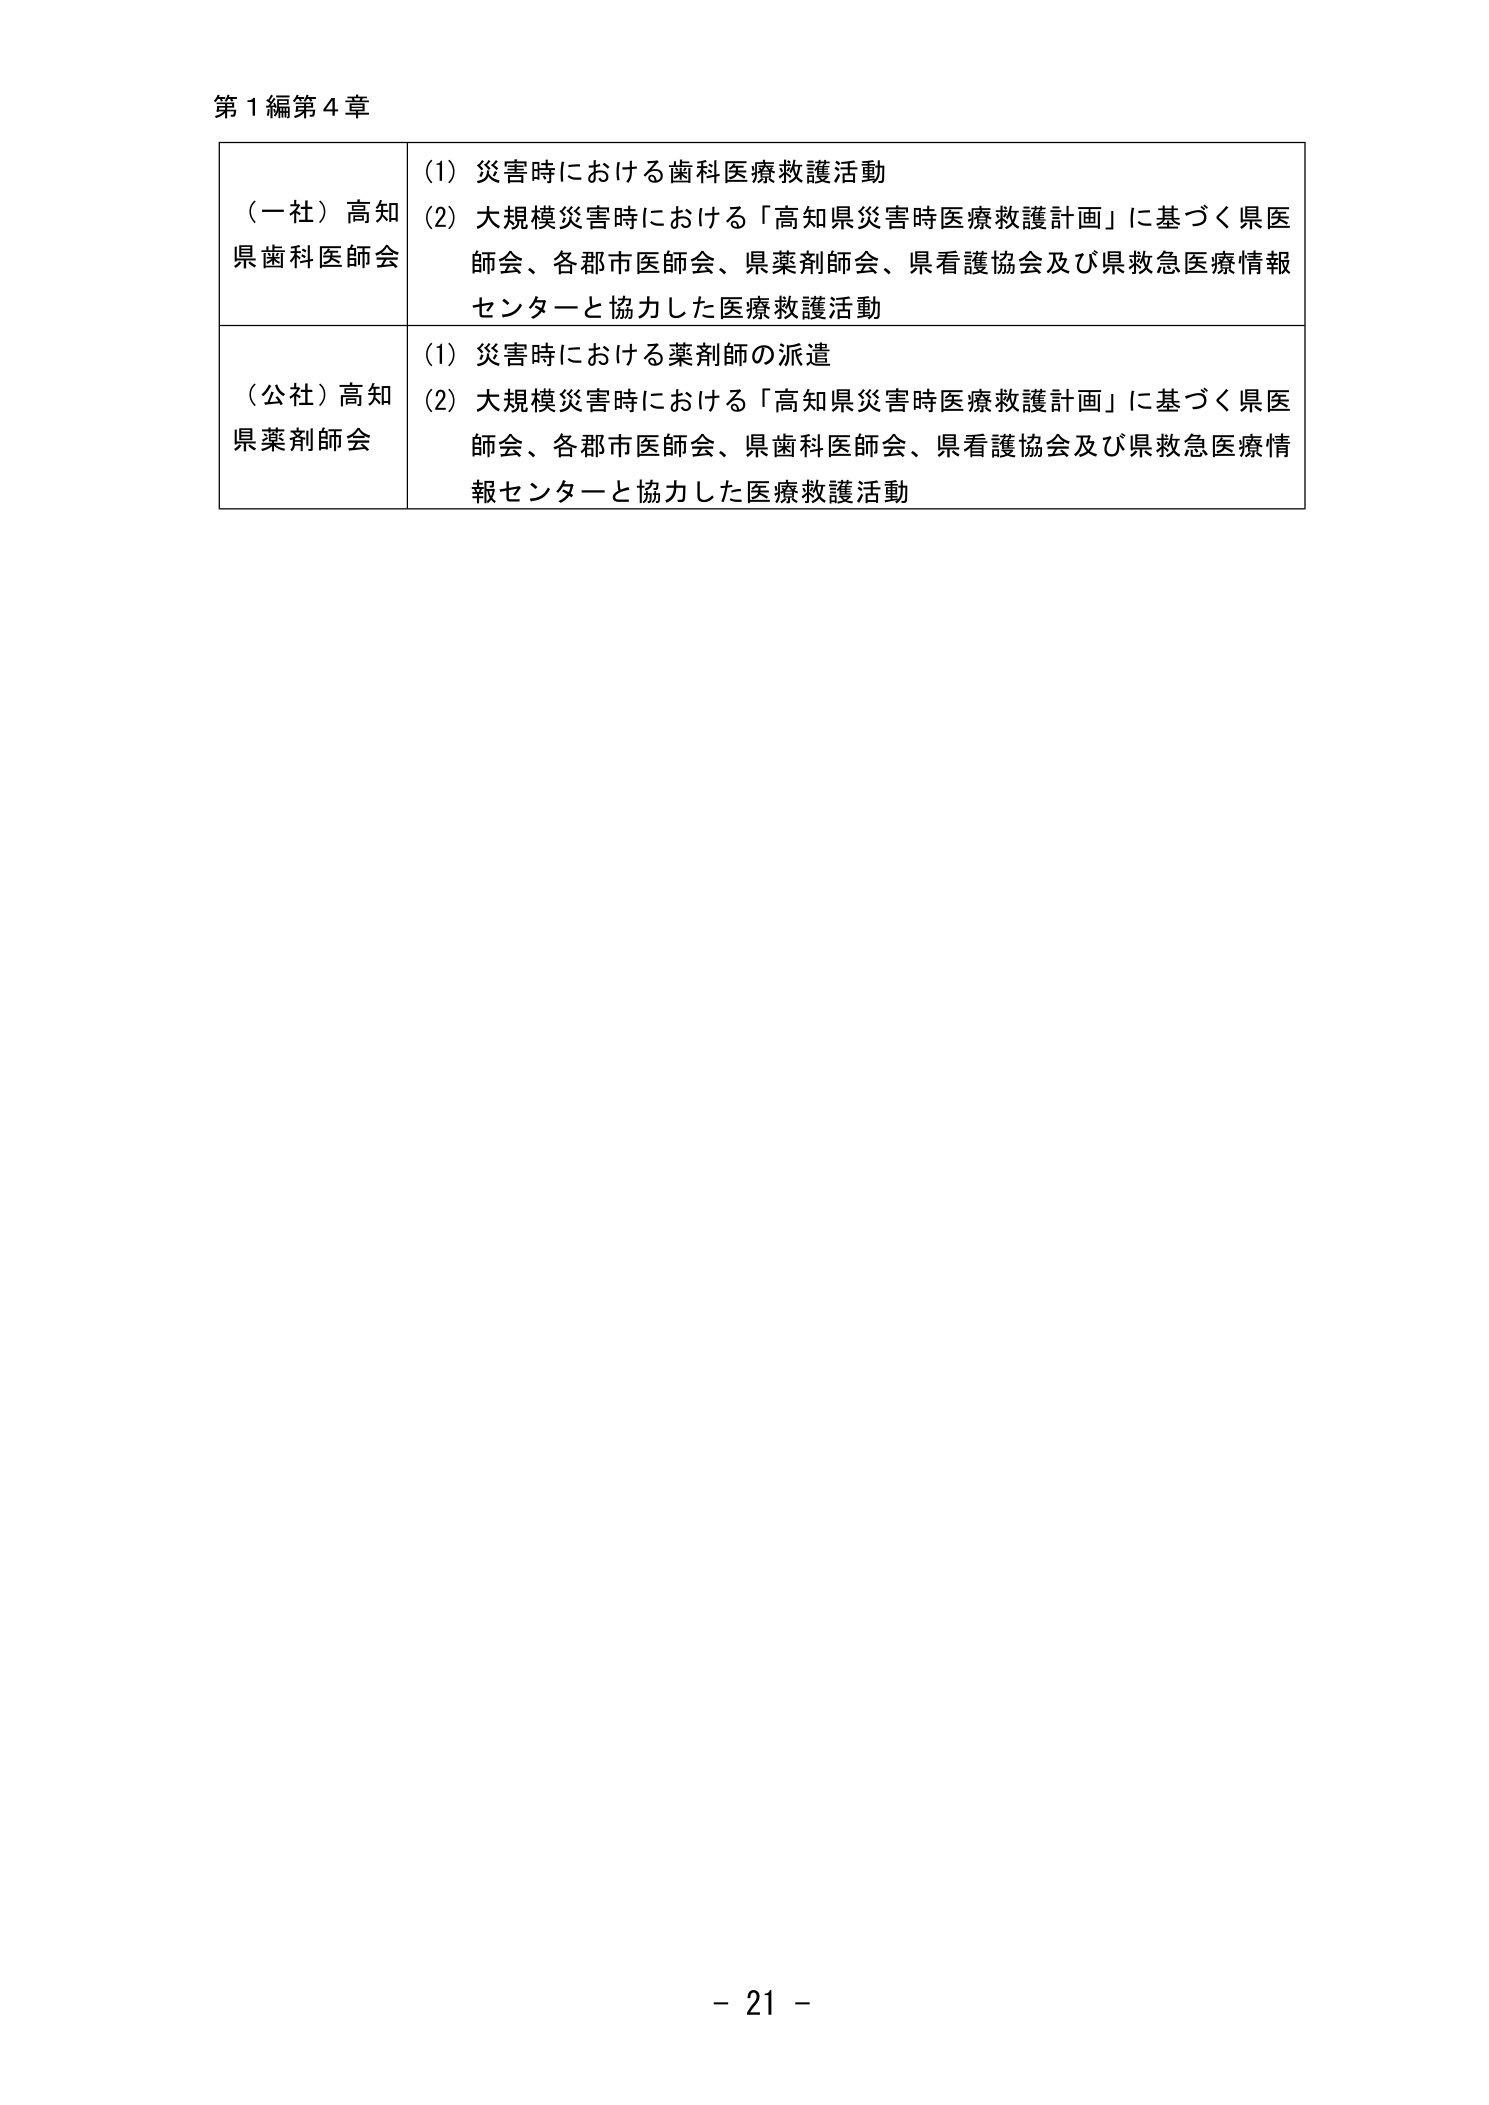 第１編第４章
（一社）高知
県歯科医師会
(1) 災害時における歯科医療救護活動
(2) 大規模災害時における「高知県災害時医療救護計画」に基づく県医
師会、各郡市医師会、県薬剤師会、県看護協会及び県救急医療情報
センターと協力した医療救護活動
（公社）高知
県薬剤師会
(1) 災害時における薬剤師の派遣
(2) 大規模災害時における「高知県災害時医療救護計画」に基づく県医
師会、各郡市医師会、県歯科医師会、県看護協会及び県救急医療情
報センターと協力した医療救護活動
− 21 −